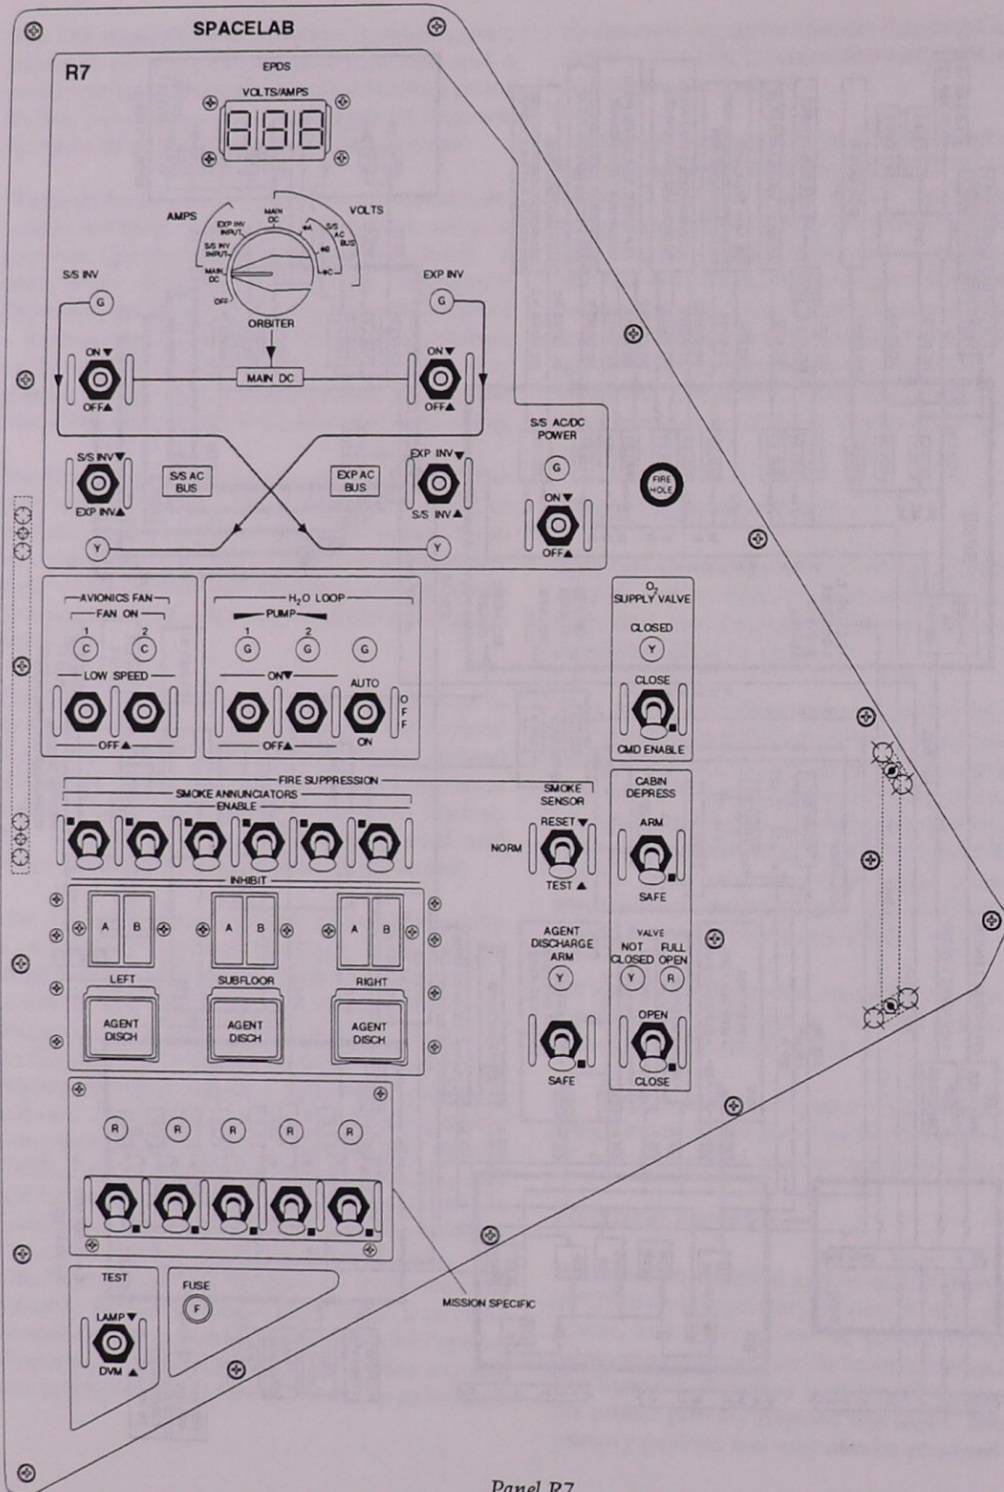 SPACELAB
R7
EPDS
VOLTS/AMPS
AMPS
VOLTS
MAIN DC
EXP INV INPUT
S/S INV INPUT
MAIN DC
OFF
ΦA
ΦB
ΦC
S/S AC BUS
ORBITER
S/S INV
G
EXP INV
G
ON▼
OFF▲
MAIN DC
ON▼
OFF▲
S/S INV▼
EXP INV▲
S/S AC BUS
EXP AC BUS
EXP INV▼
S/S INV▲
Y
Y
S/S AC/DC
POWER
G
ON▼
OFF▲
FIRE
HOLE
AVIONICS FAN
FAN ON
1 2
C C
LOW SPEED
OFF▲
H2O LOOP
PUMP
1 2
G G G
ON▼
OFF▲
AUTO
OFF
ON
O2
SUPPLY VALVE
CLOSED
Y
CLOSE
CMD ENABLE
FIRE SUPPRESSION
SMOKE ANNUNCIATORS
ENABLE
INHIBIT
SMOKE
SENSOR
RESET▼
NORM
TEST▲
CABIN
DEPRESS
ARM
SAFE
A B A B A B
LEFT SUBFLOOR RIGHT
AGENT DISCH
AGENT DISCH
AGENT DISCH
AGENT
DISCHARGE
ARM
Y
SAFE
VALVE
NOT CLOSED
FULL OPEN
Y R
OPEN
CLOSE
R R R R R
MISSION SPECIFIC
TEST
LAMP▼
DVM▲
FUSE
F
Panel R7